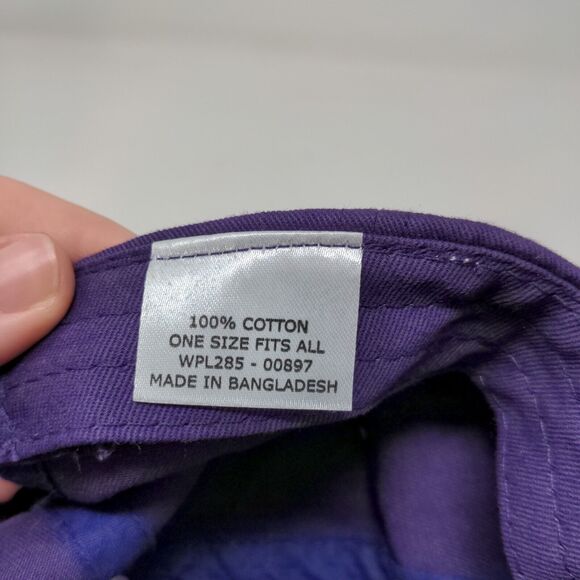 100% COTTON
ONE SIZE FITS ALL
WPL285 - 00897
MADE IN BANGLADESH